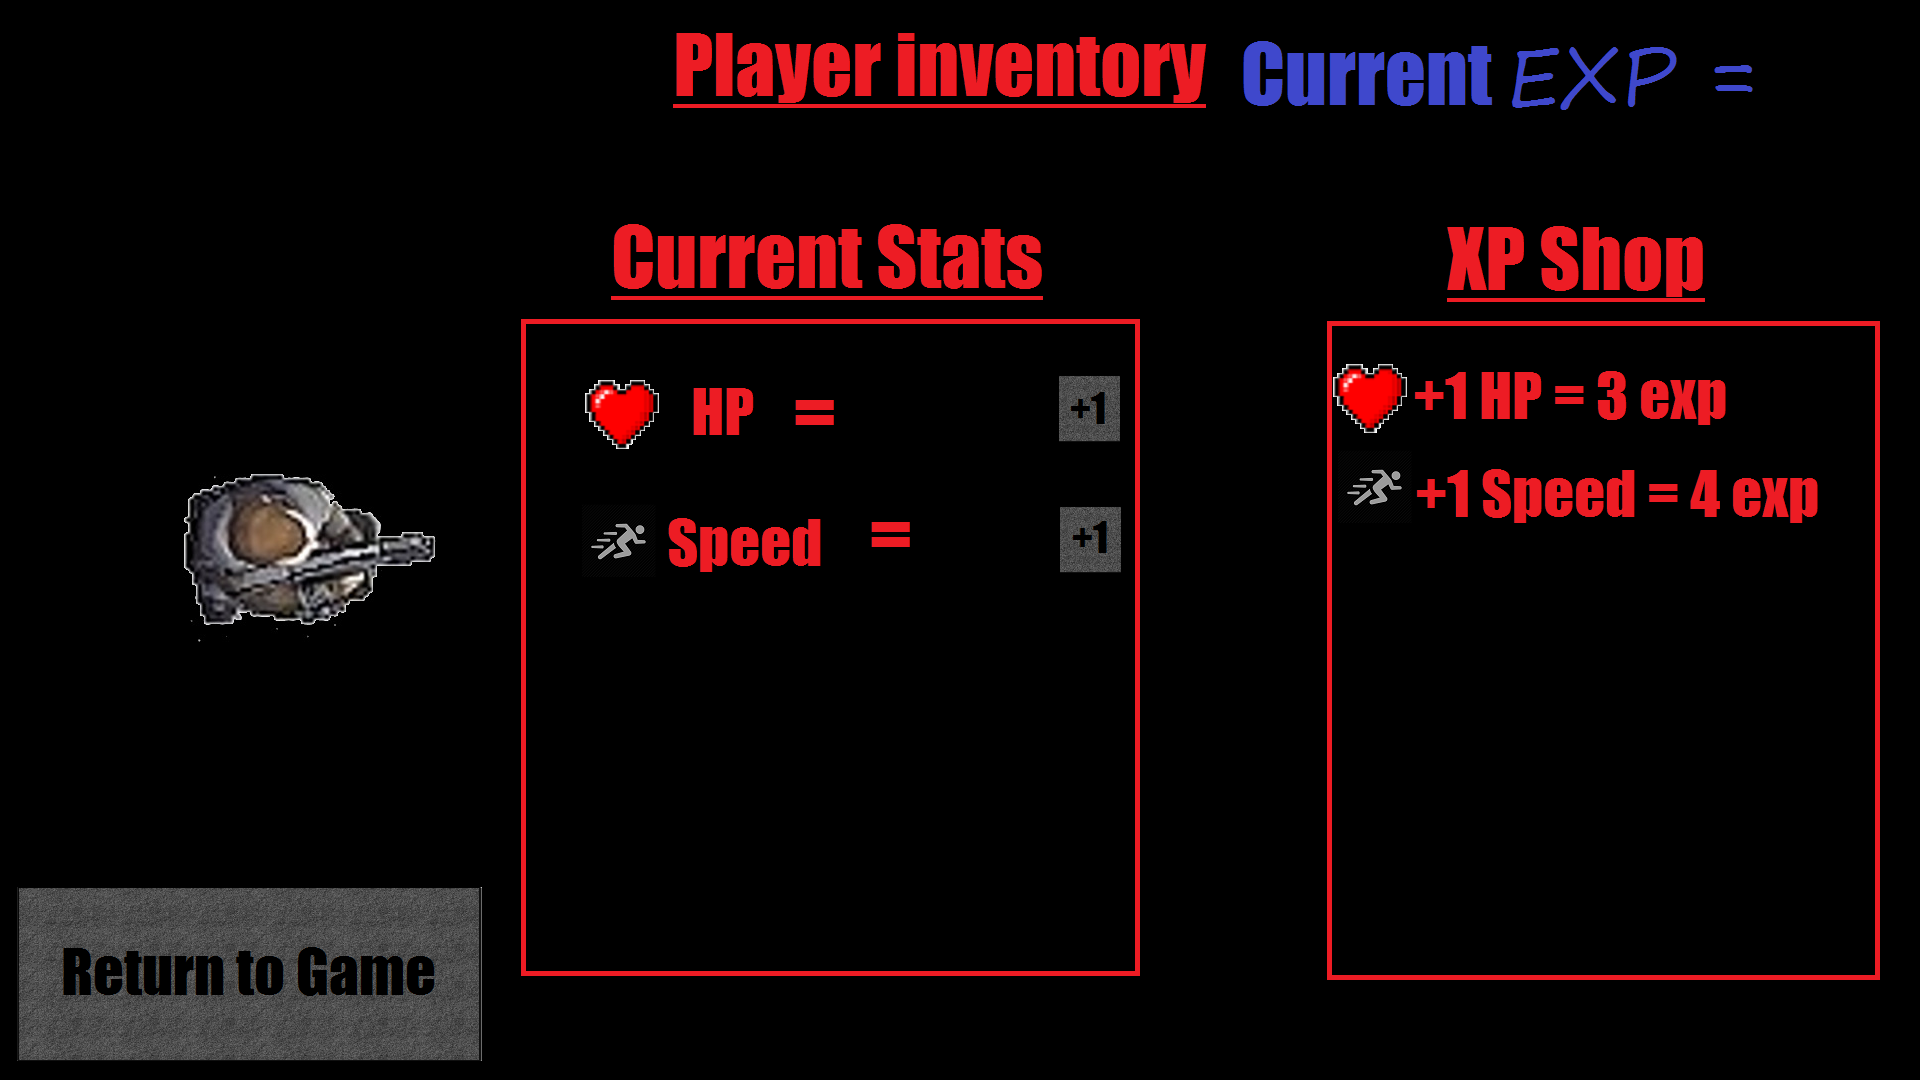 Player inventory
Current EXP =
Current Stats
XP Shop
HP =
+1
Speed =
+1
+1 HP = 3 exp
+1 Speed = 4 exp
Return to Game